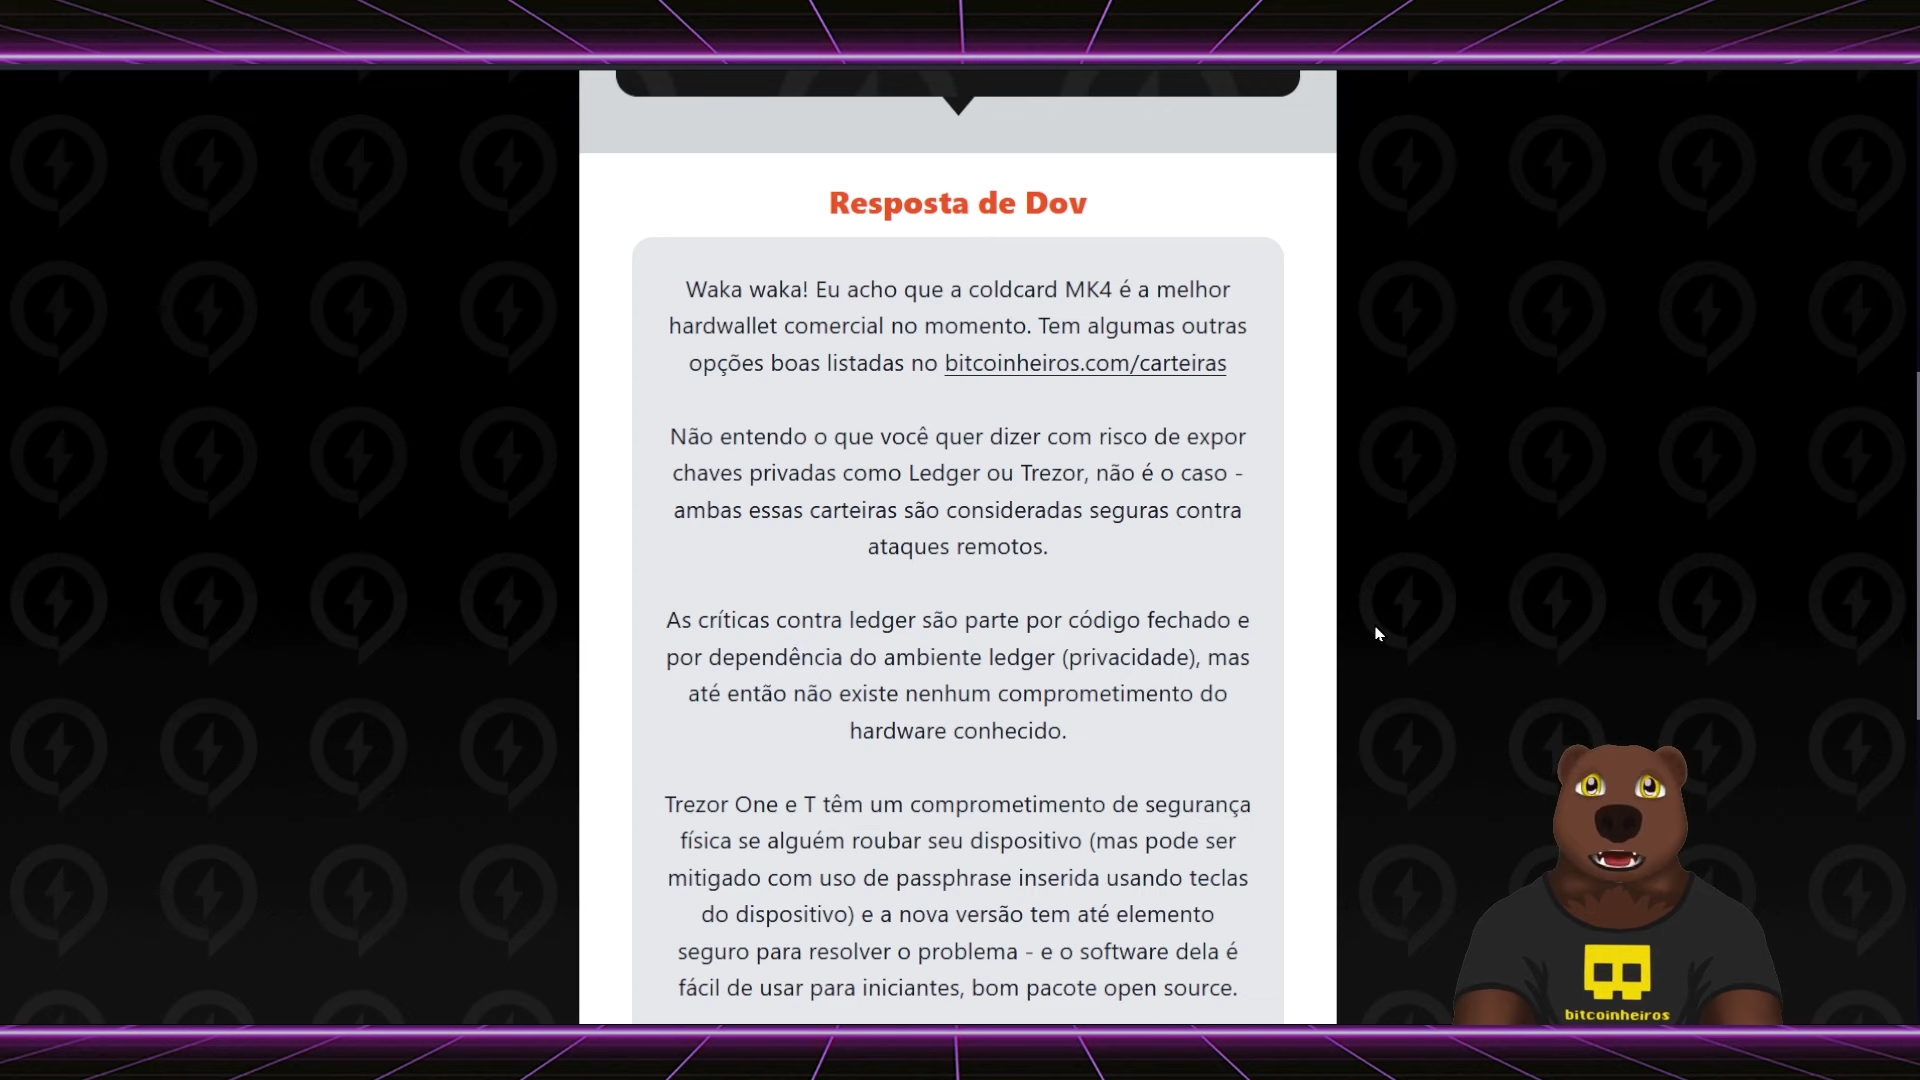 Resposta de Dov
Waka waka! Eu acho que a coldcard MK4 é a melhor
hardwallet comercial no momento. Tem algumas outras
opções boas listadas no bitcoinheiros.com/carteiras
Não entendo o que você quer dizer com risco de expor
chaves privadas como Ledger ou Trezor, não é o caso -
ambas essas carteiras são consideradas seguras contra
ataques remotos.
As críticas contra ledger são parte por código fechado e
por dependência do ambiente ledger (privacidade), mas
até então não existe nenhum comprometimento do
hardware conhecido.
Trezor One e T têm um comprometimento de segurança
física se alguém roubar seu dispositivo (mas pode ser
mitigado com uso de passphrase inserida usando teclas
do dispositivo) e a nova versão tem até elemento
seguro para resolver o problema - e o software dela é
fácil de usar para iniciantes, bom pacote open source.
bitcoinheiros